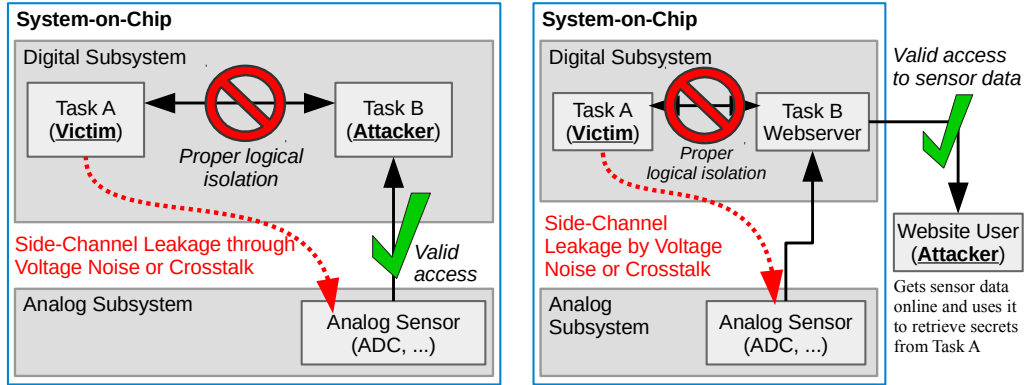 System-on-Chip
Digital Subsystem
Task A
(Victim)
Task B
(Attacker)
Proper logical
isolation
Side-Channel Leakage through
Voltage Noise or Crosstalk
Valid
access
Analog Subsystem
Analog Sensor
(ADC, ...)
System-on-Chip
Digital Subsystem
Task A
(Victim)
Task B
Webserver
Proper
logical isolation
Side-Channel
Leakage by Voltage
Noise or Crosstalk
Analog
Subsystem
Analog Sensor
(ADC, ...)
Valid access
to sensor data
Website User
(Attacker)
Gets sensor data
online and uses it
to retrieve secrets
from Task A